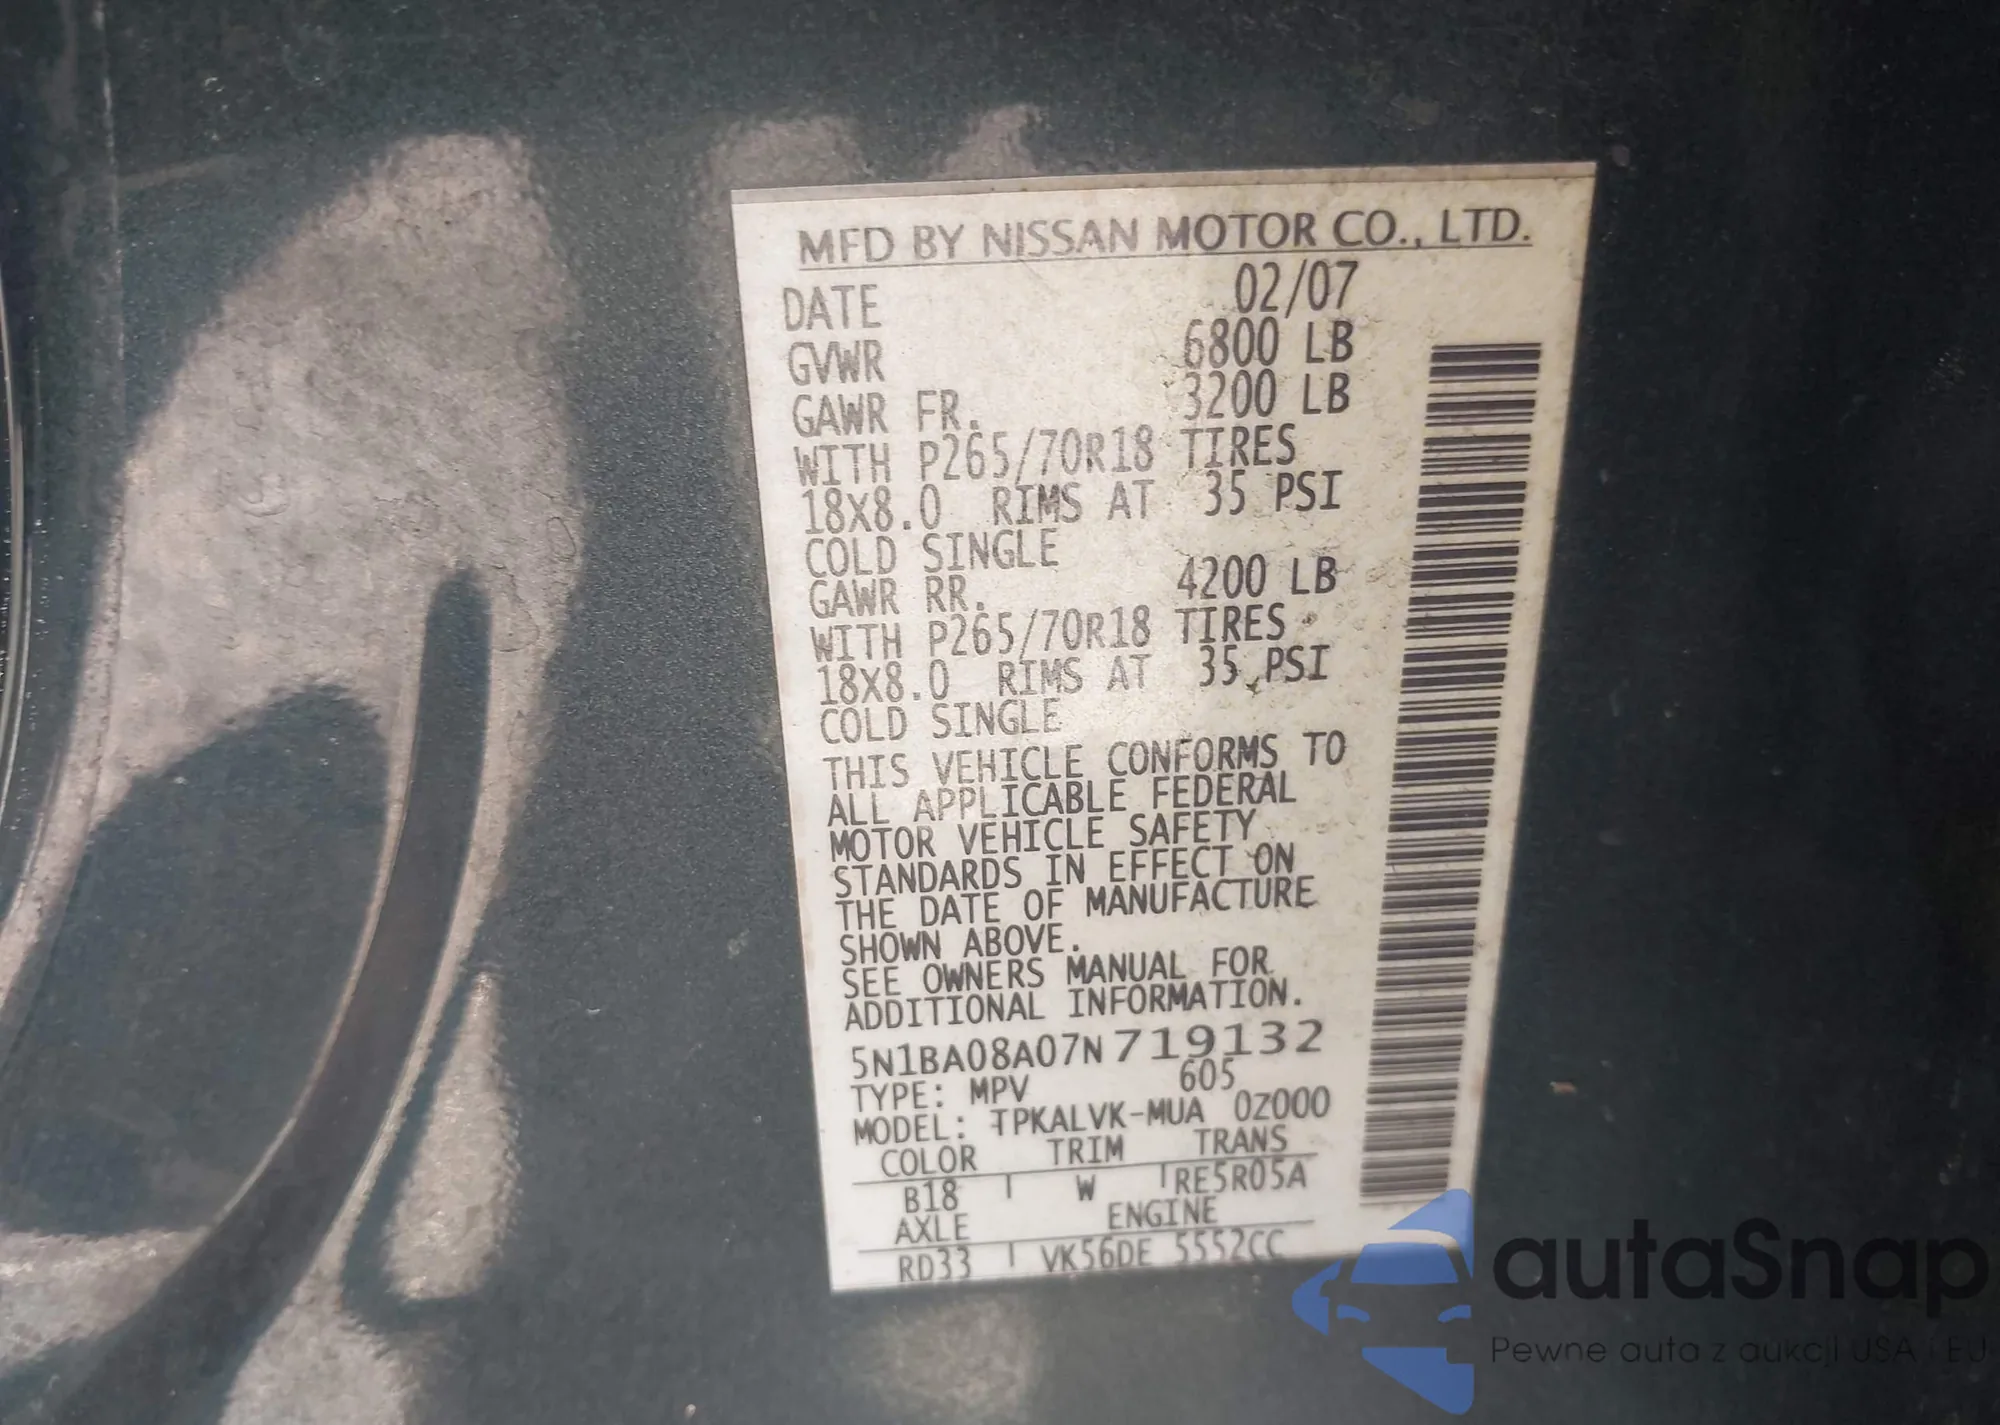 MFD BY NISSAN MOTOR CO., LTD.
DATE 02/07
GVWR 6800 LB
GAWR FR. 3200 LB
WITH P265/70R18 TIRES
18X8.0 RIMS AT 35 PSI
COLD SINGLE
GAWR RR. 4200 LB
WITH P265/70R18 TIRES
18X8.0 RIMS AT 35 PSI
COLD SINGLE
THIS VEHICLE CONFORMS TO
ALL APPLICABLE FEDERAL
MOTOR VEHICLE SAFETY
STANDARDS IN EFFECT ON
THE DATE OF MANUFACTURE
SHOWN ABOVE.
SEE OWNERS MANUAL FOR
ADDITIONAL INFORMATION.
5N1BA08A07N719132
TYPE: MPV 605
MODEL: TPKALVK-MUA 0Z000
COLOR TRIM TRANS
B18 W RE5R05A
AXLE ENGINE
RD33 VK56DE 5552CC
autaSnap
Pewne auta z aukcji USA i EU